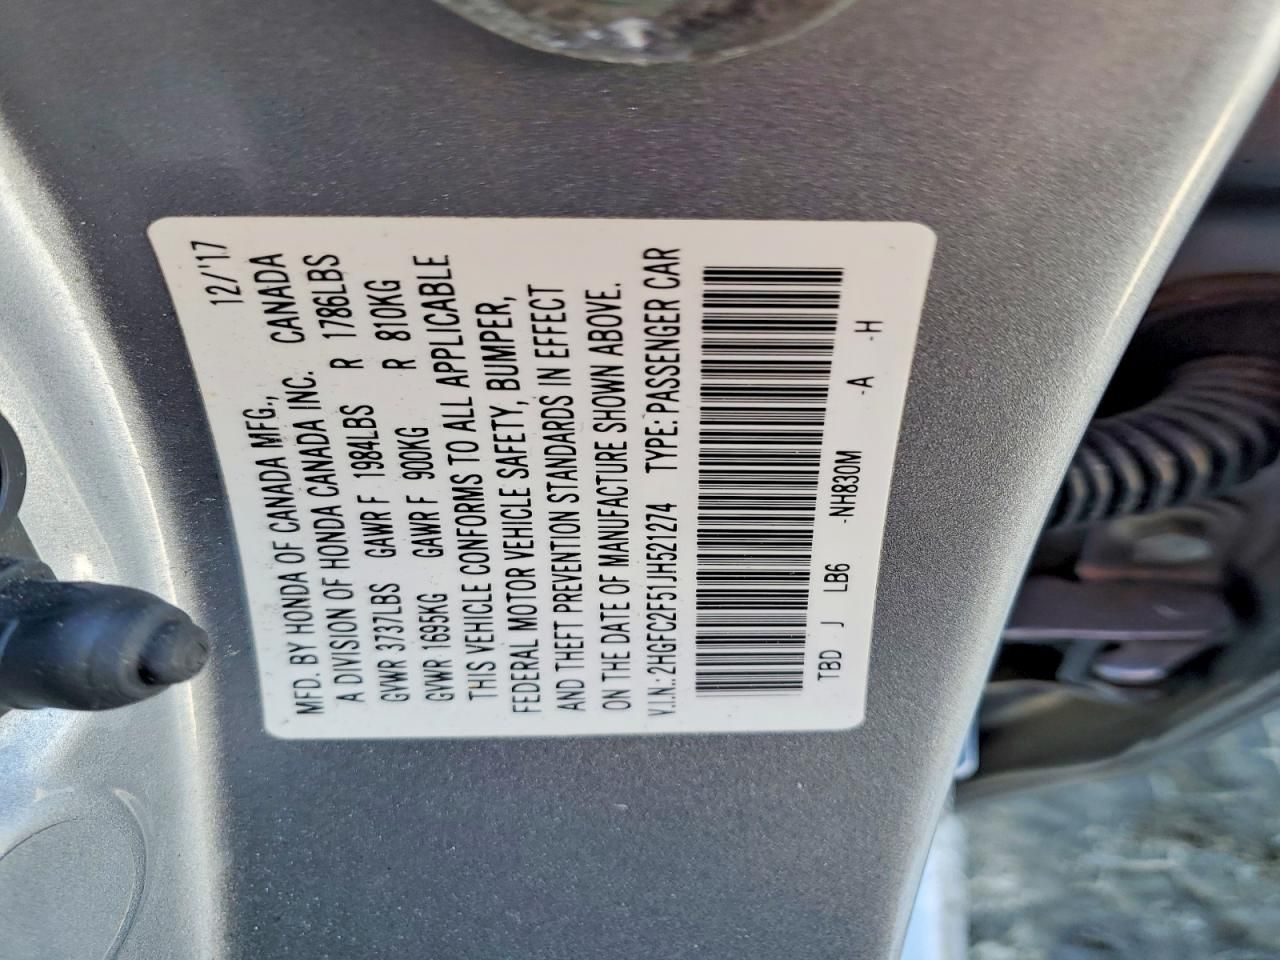 12/'17
MFD. BY HONDA OF CANADA MFG.,
A DIVISION OF HONDA CANADA INC. CANADA
GVWR 3737LBS GAWR F 1984LBS R 1786LBS
GVWR 1695KG GAWR F 900KG R 810KG
THIS VEHICLE CONFORMS TO ALL APPLICABLE
FEDERAL MOTOR VEHICLE SAFETY, BUMPER,
AND THEFT PREVENTION STANDARDS IN EFFECT
ON THE DATE OF MANUFACTURE SHOWN ABOVE.
V.I.N.:2HGFC2F51JH521274 TYPE:PASSENGER CAR
TBD J LB6 -NH830M -A -H